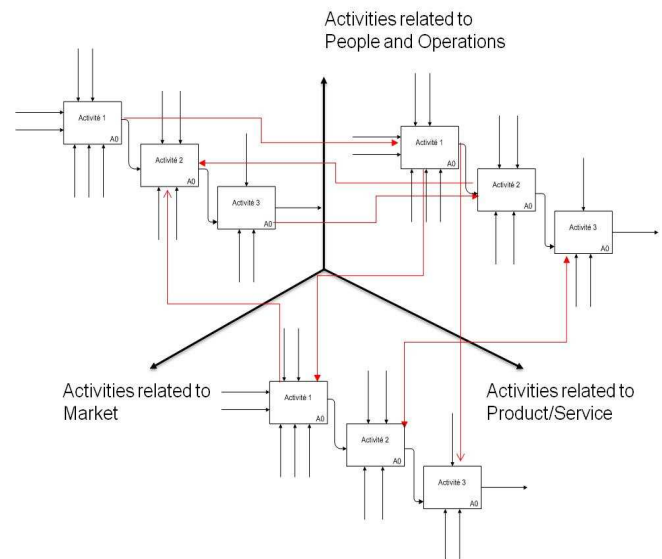 Activities related to
People and Operations
Activité 1
A0
Activité 2
A0
Activité 3
A0
Activité 1
A0
Activité 2
A0
Activité 3
A0
Activities related to
Market
Activities related to
Product/Service
Activité 1
A0
Activité 2
A0
Activité 3
A0